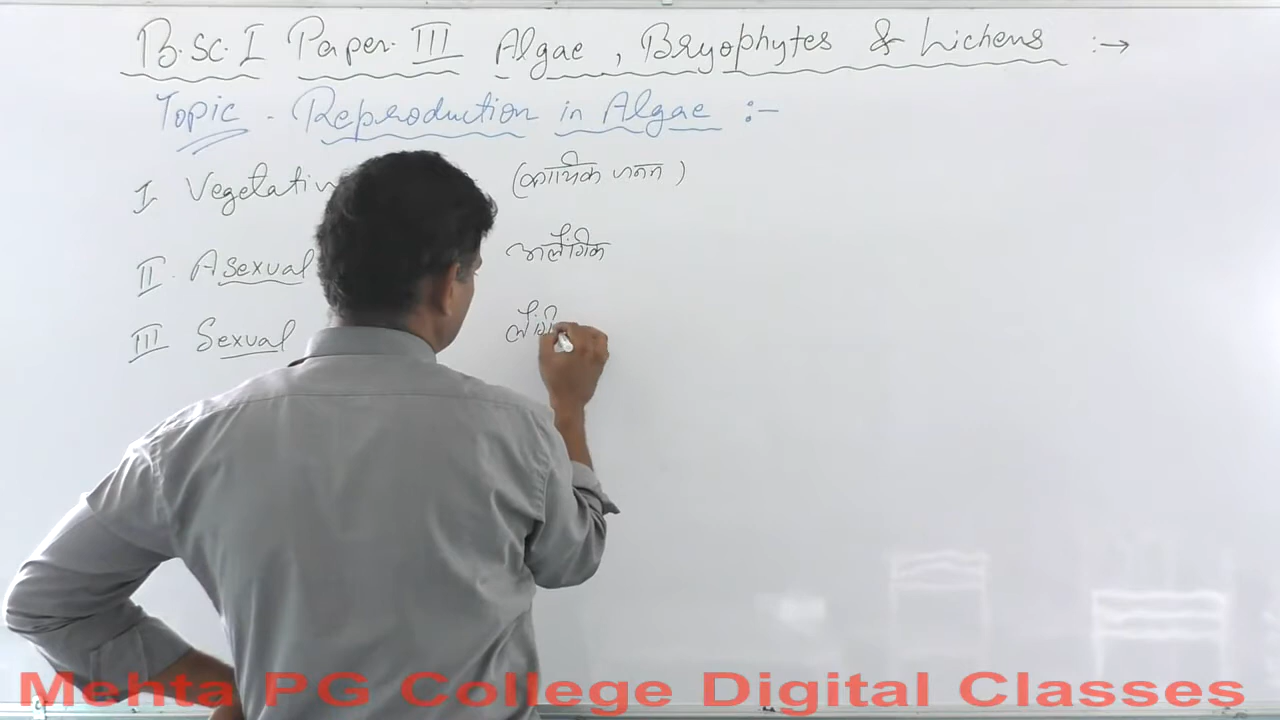 B.Sc. I Paper. III Algae, Bryophytes & Lichens :→
Topic - Reproduction in Algae :-
I Vegetativ (कायिक जनन)
II. Asexual अलैंगिक
III Sexual लैंगि
Mehta PG College Digital Classes